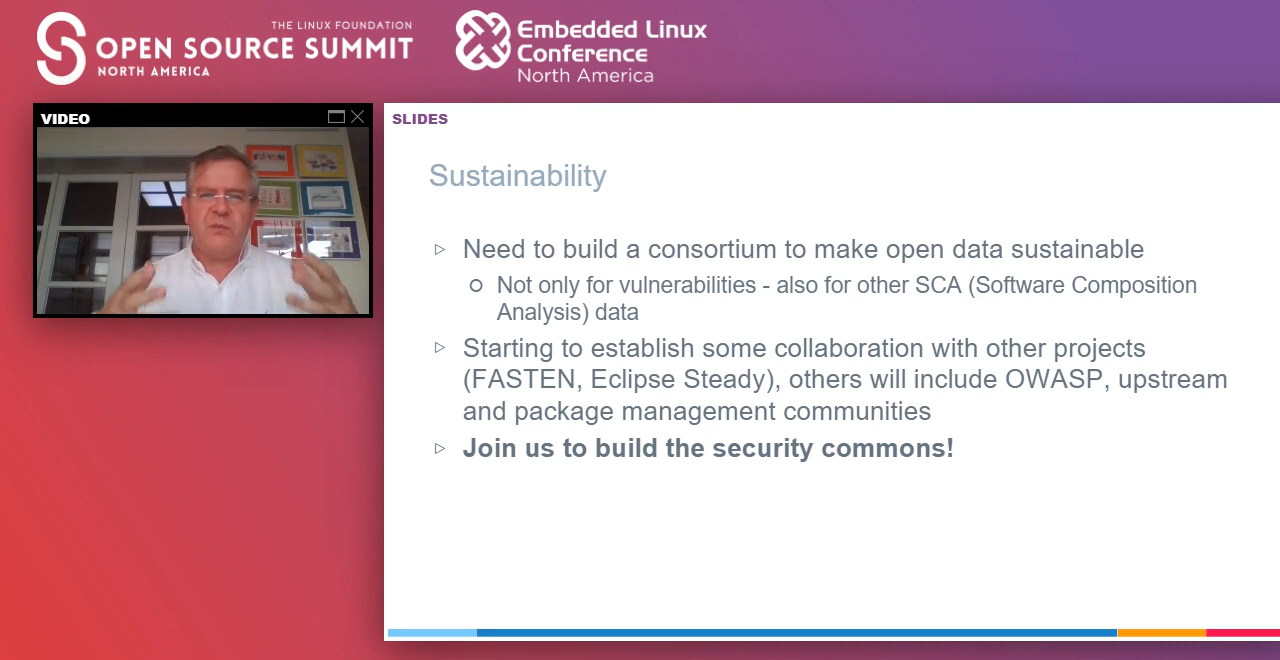 THE LINUX FOUNDATION
OPEN SOURCE SUMMIT
NORTH AMERICA
Embedded Linux
Conference
North America
VIDEO
SLIDES
Sustainability
▷ Need to build a consortium to make open data sustainable
○ Not only for vulnerabilities - also for other SCA (Software Composition
Analysis) data
▷ Starting to establish some collaboration with other projects
(FASTEN, Eclipse Steady), others will include OWASP, upstream
and package management communities
▷ Join us to build the security commons!